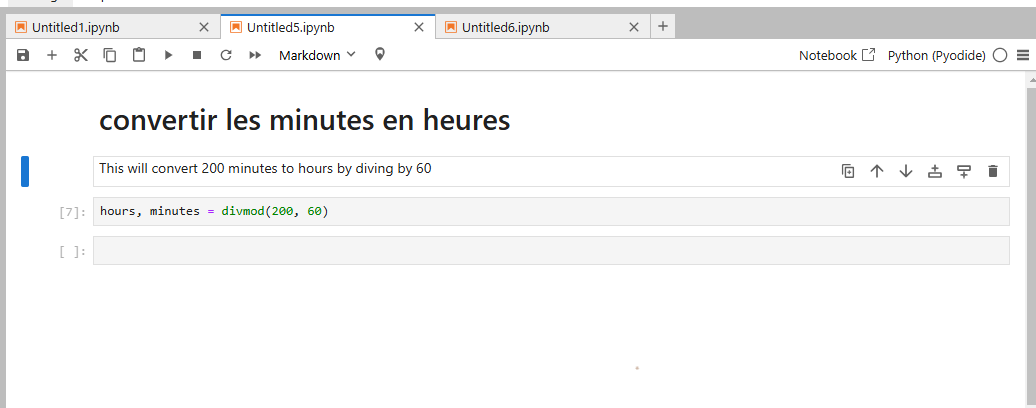 Untitled1.ipynb
Untitled5.ipynb
Untitled6.ipynb
Markdown
Notebook
Python (Pyodide)
convertir les minutes en heures
This will convert 200 minutes to hours by diving by 60
[7]: hours, minutes = divmod(200, 60)
[ ]: